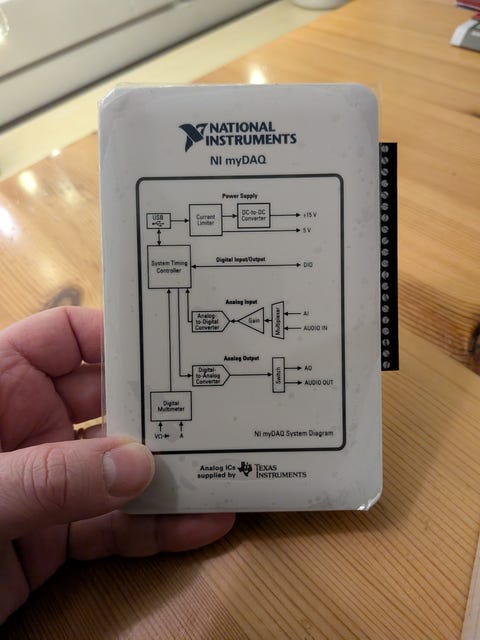 NATIONAL
INSTRUMENTS
NI myDAQ
Power Supply
USB
Current
Limiter
DC-to-DC
Converter
+15 V
5 V
System Timing
Controller
Digital Input/Output
DIO
Analog Input
Analog-
to-Digital
Converter
Gain
Multiplexer
AI
AUDIO IN
Analog Output
Digital-
to-Analog
Converter
Switch
AO
AUDIO OUT
Digital
Multimeter
VΩ
A
NI myDAQ System Diagram
Analog ICs
supplied by
TEXAS
INSTRUMENTS